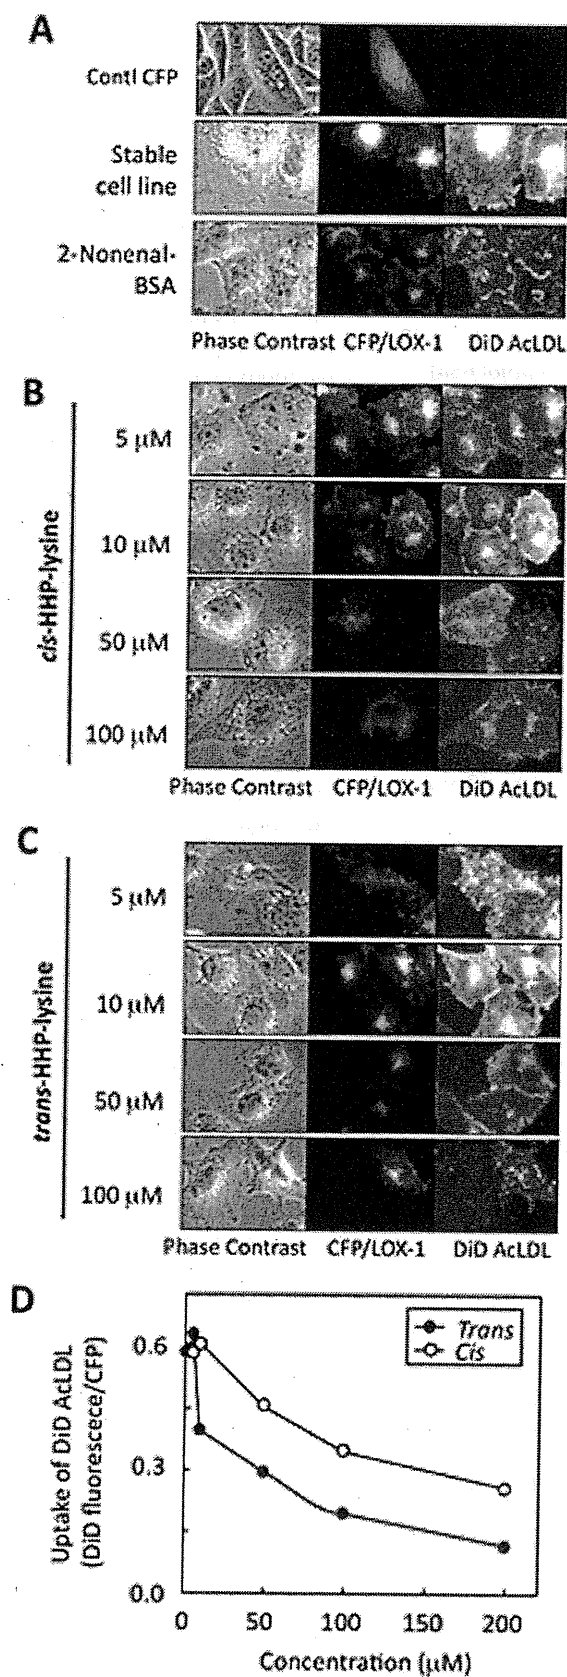 A
Contl CFP
Stable
cell line
2-Nonenal-
BSA
Phase Contrast CFP/LOX-1 DiD AcLDL
B
cis-HHP-lysine
5 μM
10 μM
50 μM
100 μM
Phase Contrast CFP/LOX-1 DiD AcLDL
C
trans-HHP-lysine
5 μM
10 μM
50 μM
100 μM
Phase Contrast CFP/LOX-1 DiD AcLDL
D
Uptake of DiD AcLDL
(DiD fluorescece/CFP)
0.6
0.3
0.0
Trans
Cis
0 50 100 150 200
Concentration (μM)